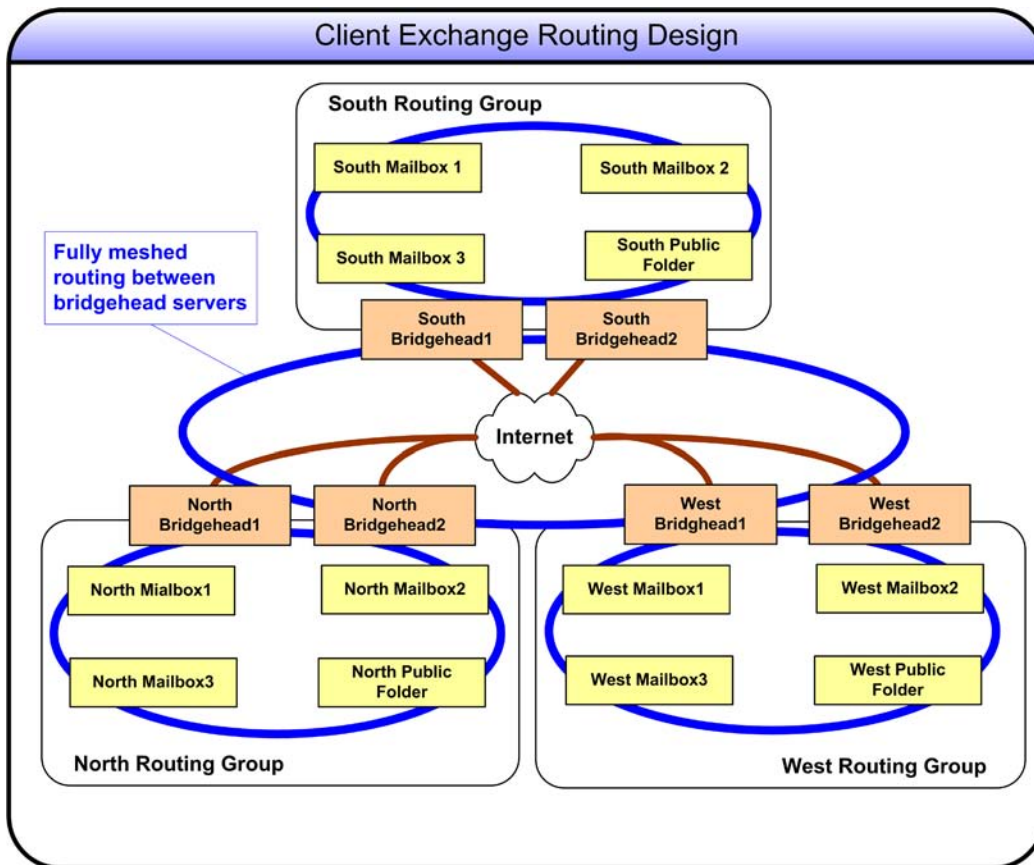 Client Exchange Routing Design
South Routing Group
South Mailbox 1
South Mailbox 2
South Mailbox 3
South Public
Folder
Fully meshed
routing between
bridgehead servers
South
Bridgehead1
South
Bridgehead2
Internet
North
Bridgehead1
North
Bridgehead2
West
Bridghead1
West
Bridgehead2
North Mialbox1
North Mailbox2
North Mailbox3
North Public
Folder
North Routing Group
West Mailbox1
West Mailbox2
West Mailbox3
West Public
Folder
West Routing Group